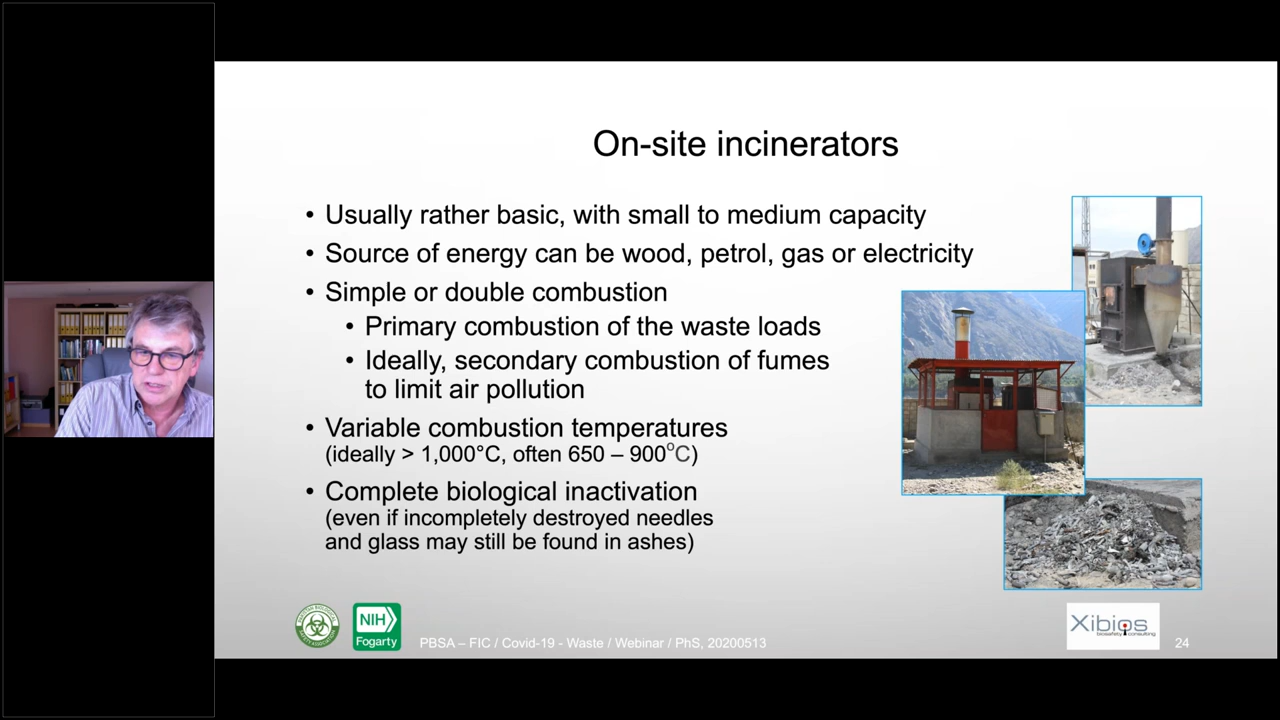 On-site incinerators
• Usually rather basic, with small to medium capacity
• Source of energy can be wood, petrol, gas or electricity
• Simple or double combustion
• Primary combustion of the waste loads
• Ideally, secondary combustion of fumes
to limit air pollution
• Variable combustion temperatures
(ideally > 1,000°C, often 650 – 900°C)
• Complete biological inactivation
(even if incompletely destroyed needles
and glass may still be found in ashes)
NIH
Fogarty
PBSA – FIC / Covid-19 - Waste / Webinar / PhS, 20200513
Xibios
biosafety consulting
24